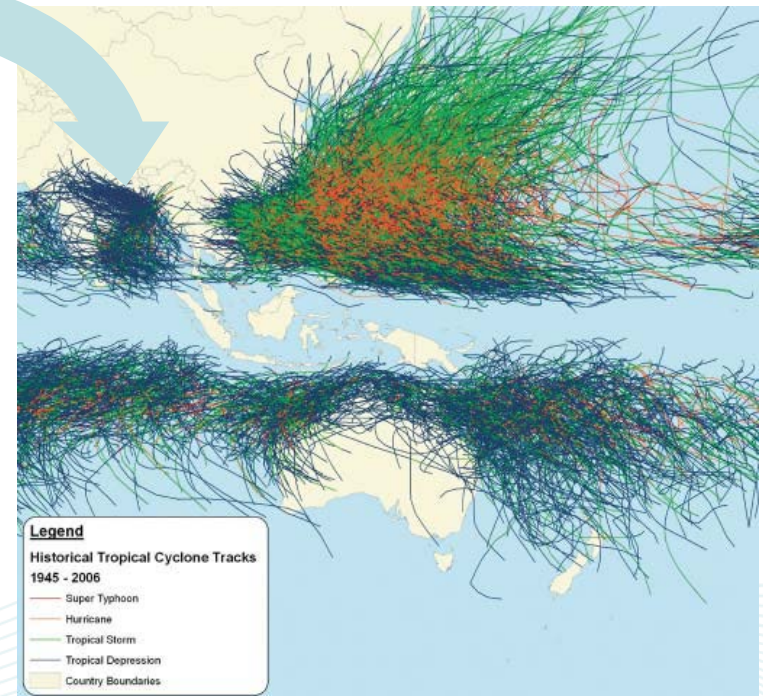 Legend
Historical Tropical Cyclone Tracks
1945 - 2006
Super Typhoon
Hurricane
Tropical Storm
Tropical Depression
Country Boundaries